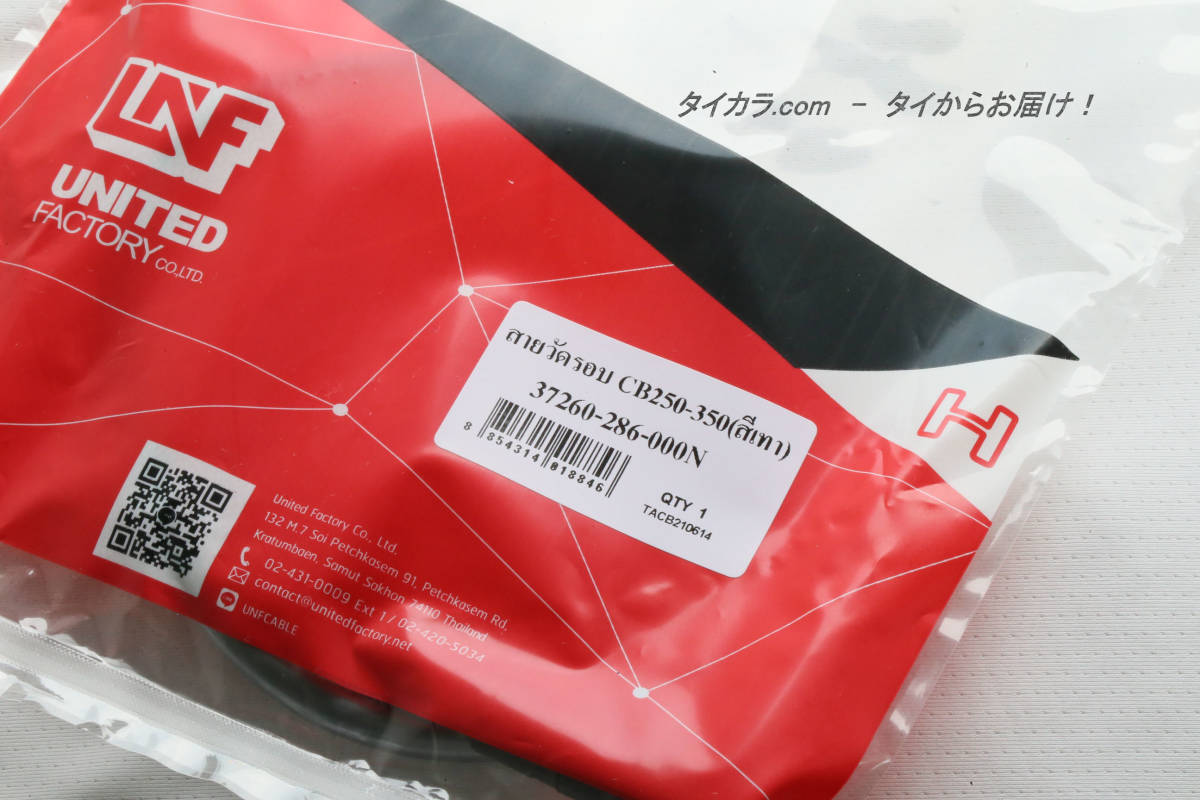 タイカラ.com － タイからお届け！
UNF
UNITED
FACTORY CO.,LTD.
สายวัดรอบ CB250-350(สีเทา)
37260-286-000N
8 854314 018846
QTY 1
TACB210614
H
United Factory Co., Ltd.
132 M.7 Soi Petchkasem 91, Petchkasem Rd.
Kratumbaen, Samut Sakhon 74110 Thailand
02-431-0009 Ext 1 / 02-420-5034
contact@unitedfactory.net
UNFCABLE